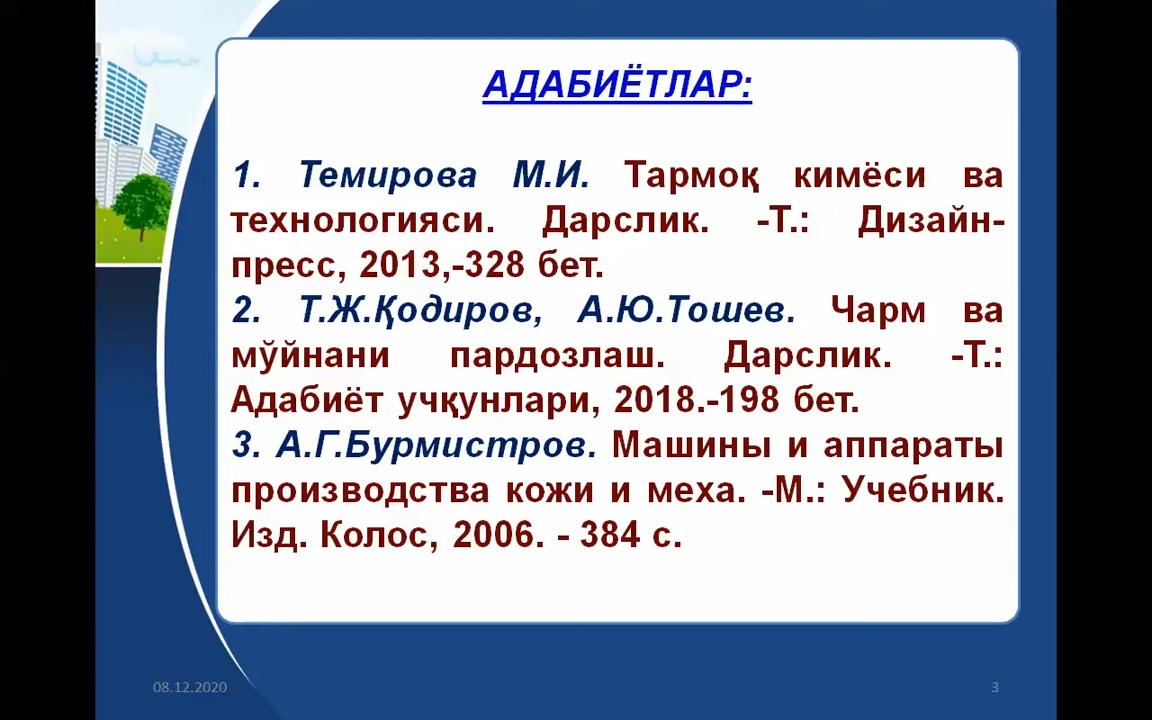 АДАБИЁТЛАР:
1. Темирова М.И. Тармоқ кимёси ва
технологияси. Дарслик. -Т.: Дизайн-
пресс, 2013,-328 бет.
2. Т.Ж.Қодиров, А.Ю.Тошев. Чарм ва
мўйнани пардозлаш. Дарслик. -Т.:
Адабиёт учқунлари, 2018.-198 бет.
3. А.Г.Бурмистров. Машины и аппараты
производства кожи и меха. -М.: Учебник.
Изд. Колос, 2006. - 384 с.
08.12.2020
3